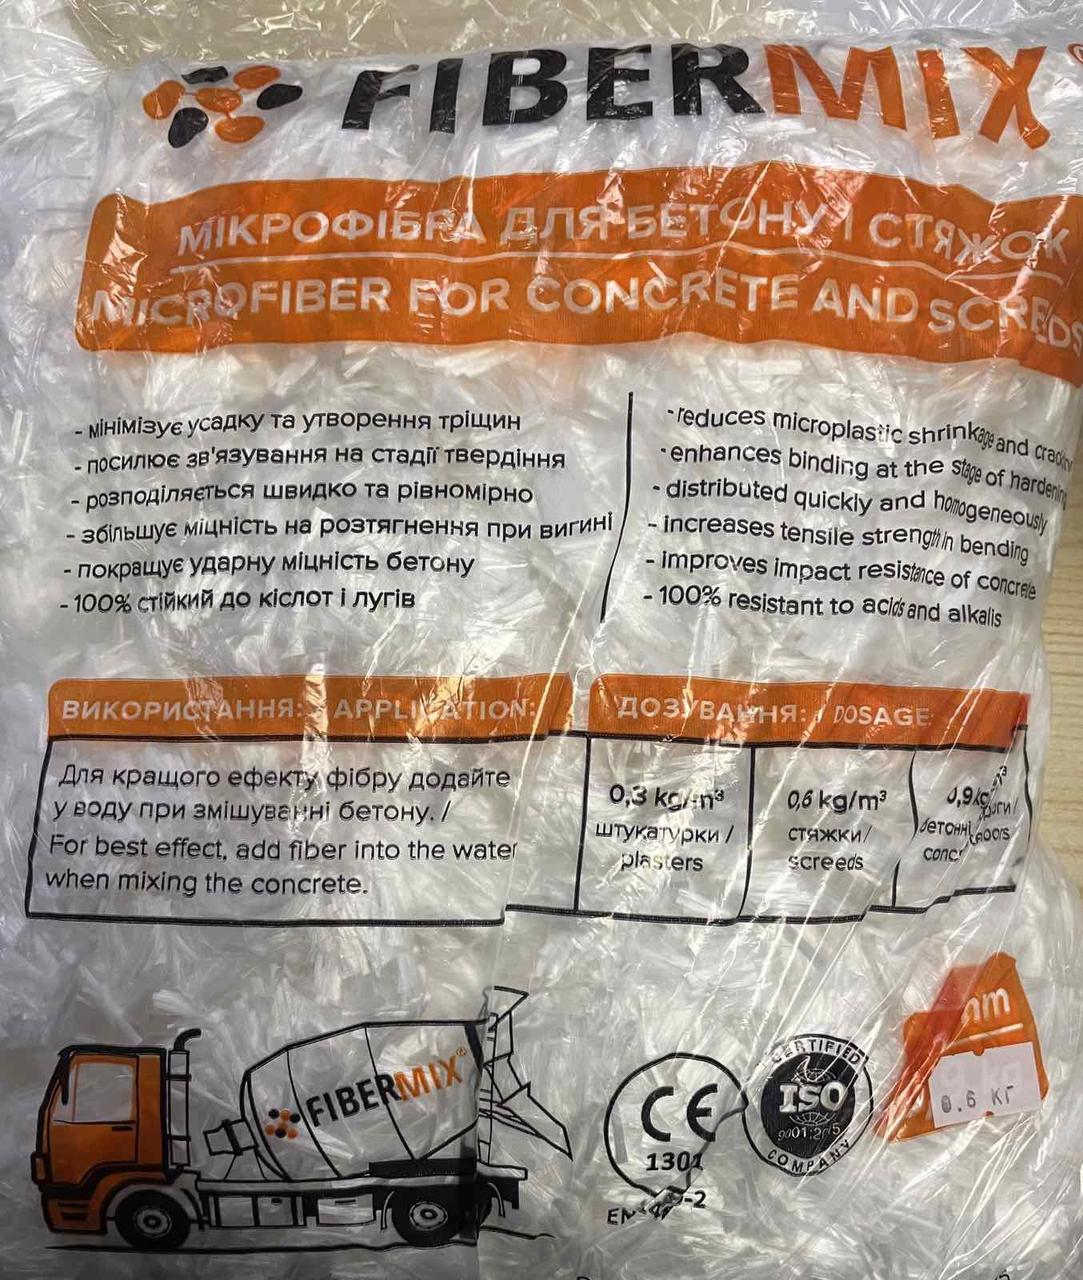 FIBERMIX
МІКРОФІБРА ДЛЯ БЕТОНУ І СТЯЖОК
MICROFIBER FOR CONCRETE AND SCREEDS
- мінімізує усадку та утворення тріщин
- посилює зв'язування на стадії твердіння
- розподіляється швидко та рівномірно
- збільшує міцність на розтягнення при вигині
- покращує ударну міцність бетону
- 100% стійкий до кіслот і лугів
- reduces microplastic shrinkage and
- enhances binding at the stage of hardening
- distributed quickly and homogeneously
- increases tensile strength in bending
- improves impact resistance of concrete
- 100% resistant to acids and alkalis
ВИКОРИСТАННЯ: / APPLICATION:
Для кращого ефекту фібру додайте
у воду при змішуванні бетону. /
For best effect, add fiber into the water
when mixing the concrete.
ДОЗУВАННЯ: / DOSAGE:
0,3 kg/m³
штукатурки /
plasters
0,6 kg/m³
стяжки/
screeds
FIBERMIX®
CE
1301
CERTIFIED
ISO
COMPANY
mm
0.6 КГ